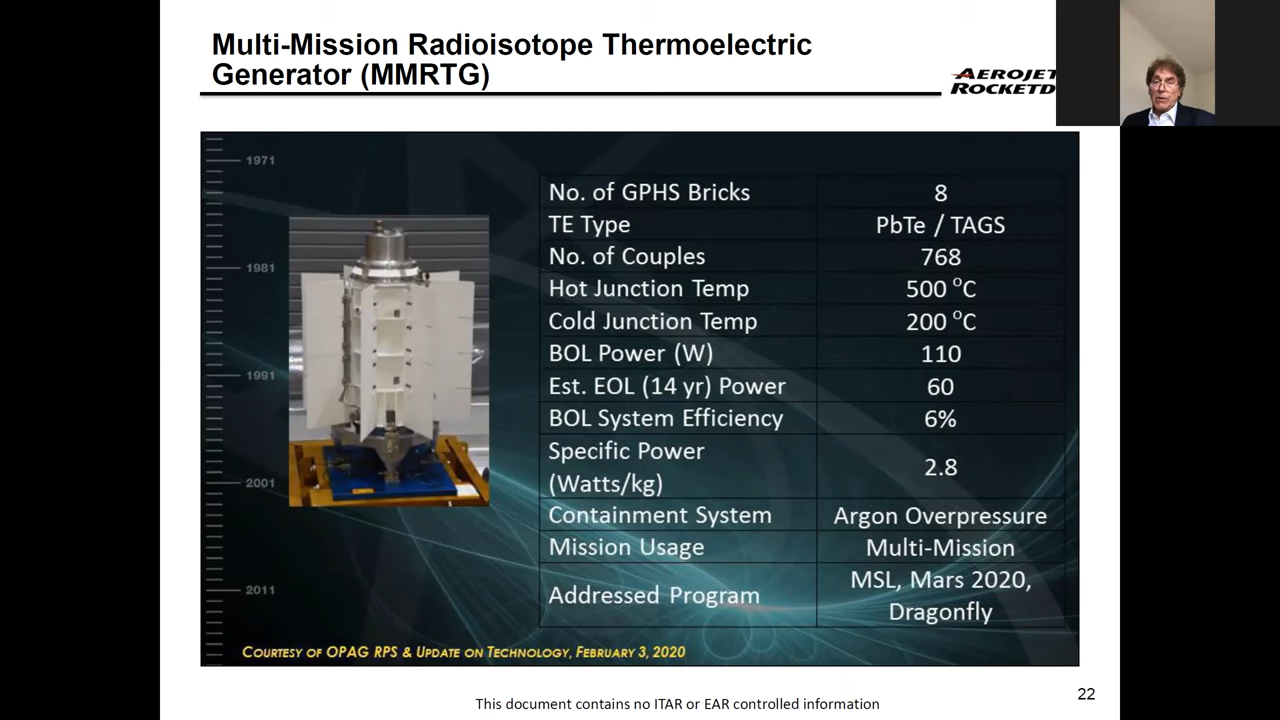 Multi-Mission Radioisotope Thermoelectric
Generator (MMRTG)
AEROJET
ROCKETD
1971
1981
1991
2001
2011
No. of GPHS Bricks 8
TE Type PbTe / TAGS
No. of Couples 768
Hot Junction Temp 500 °C
Cold Junction Temp 200 °C
BOL Power (W) 110
Est. EOL (14 yr) Power 60
BOL System Efficiency 6%
Specific Power
(Watts/kg) 2.8
Containment System Argon Overpressure
Mission Usage Multi-Mission
Addressed Program MSL, Mars 2020,
Dragonfly
COURTESY OF OPAG RPS & UPDATE ON TECHNOLOGY, FEBRUARY 3, 2020
22
This document contains no ITAR or EAR controlled information